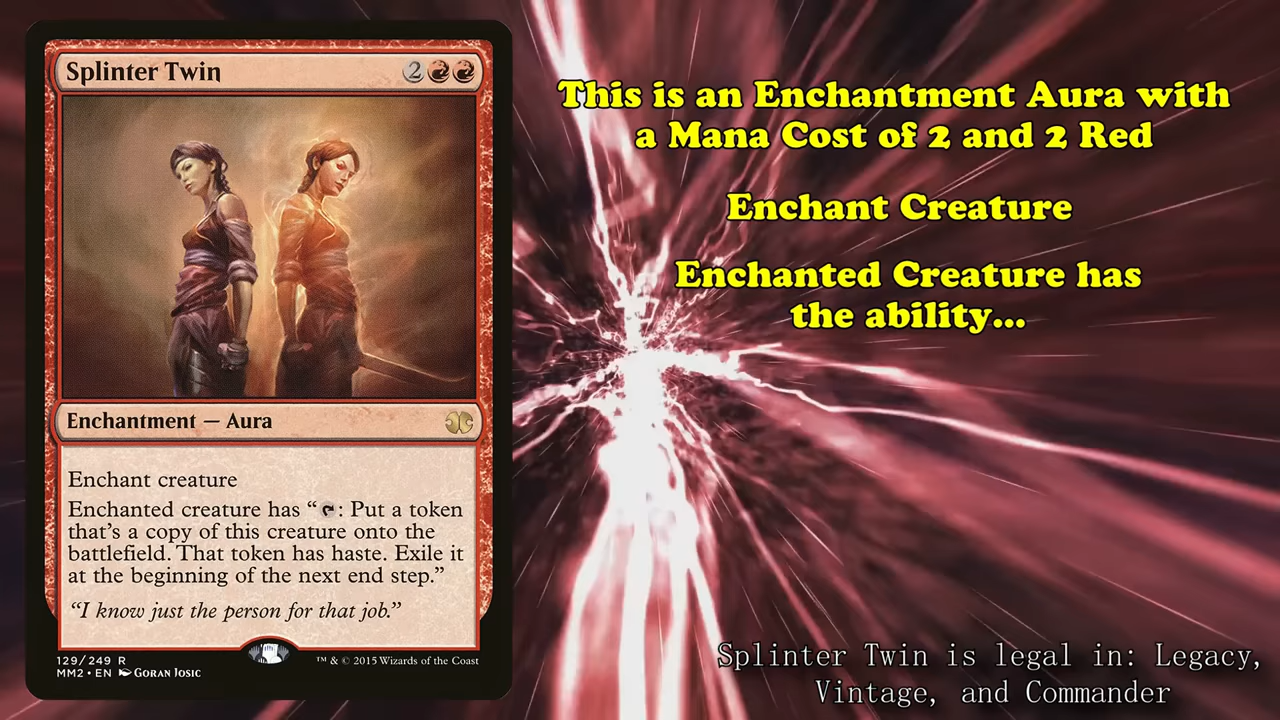 Splinter Twin 2
Enchantment — Aura
Enchant creature
Enchanted creature has “: Put a token
that’s a copy of this creature onto the
battlefield. That token has haste. Exile it
at the beginning of the next end step.”
“I know just the person for that job.”
129/249 R
MM2 • EN Goran Josic
™ & © 2015 Wizards of the Coast
This is an Enchantment Aura with
a Mana Cost of 2 and 2 Red
Enchant Creature
Enchanted Creature has
the ability...
Splinter Twin is legal in: Legacy,
Vintage, and Commander